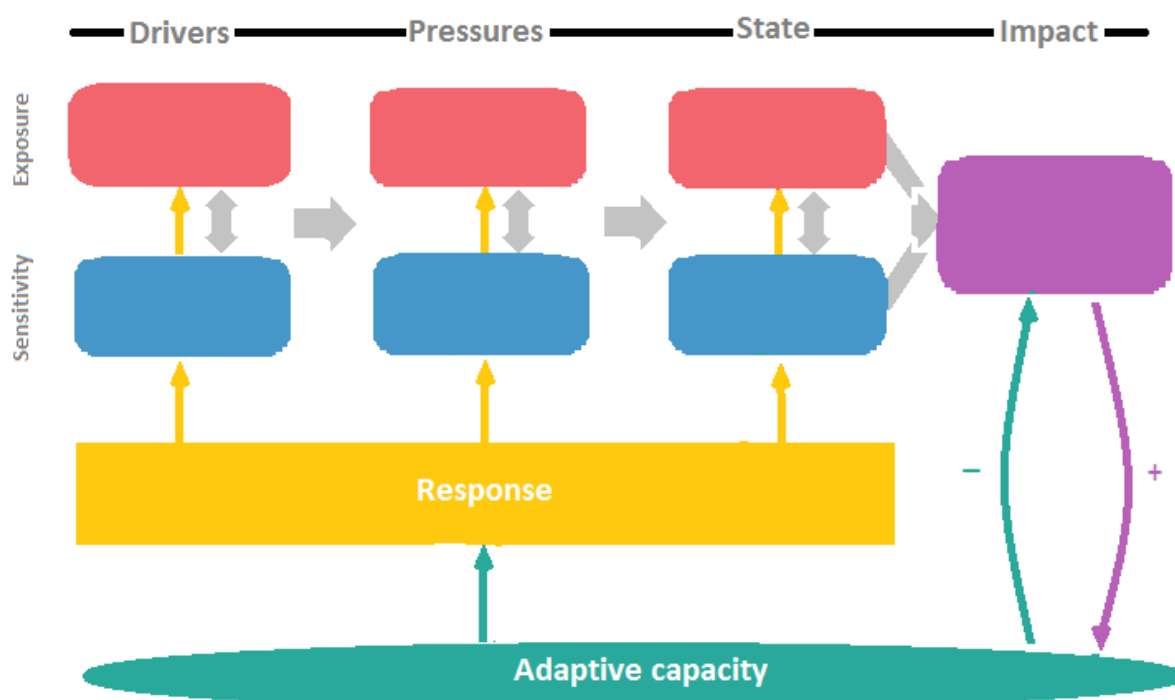 Drivers
Pressures
State
Impact
Exposure
Sensitivity
Response
–
+
Adaptive capacity